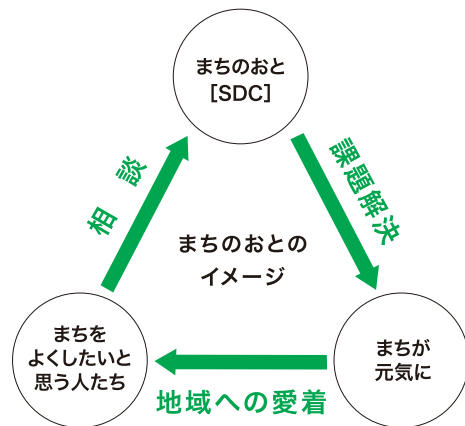 まちのおと
[SDC]
相談
課題解決
まちのおとの
イメージ
まちを
よくしたいと
思う人たち
まちが
元気に
地域への愛着